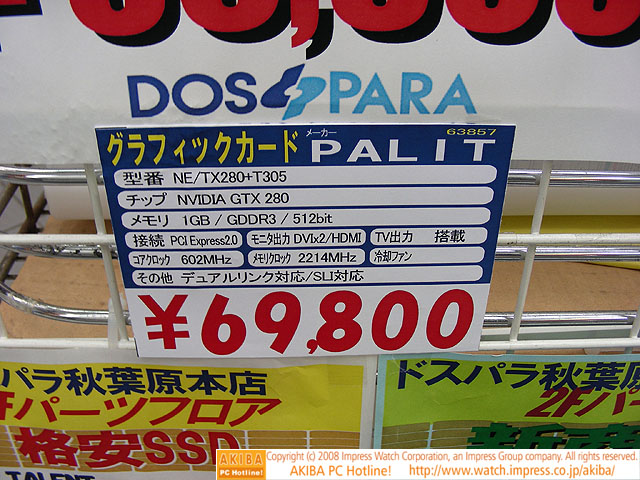 DOS PARA
63857
グラフィックカード メーカー PALIT
型番 NE/TX280+T305
チップ NVIDIA GTX 280
メモリ 1GB / GDDR3 / 512bit
接続 PCI Express2.0 モニタ出力 DVIx2/HDMI TV出力 搭載
コアクロック 602MHz メモリクロック 2214MHz 冷却ファン
その他 デュアルリンク対応/SLI対応
¥69,800
パラ秋葉原本店
パーツフロア
格安SSD
TALENT
ドスパラ秋葉原
2Fパ
AKIBA
PC Hotline!
Copyright (c) 2008 Impress Watch Corporation, an Impress Group company. All rights reserved.
AKIBA PC Hotline! http://www.watch.impress.co.jp/akiba/